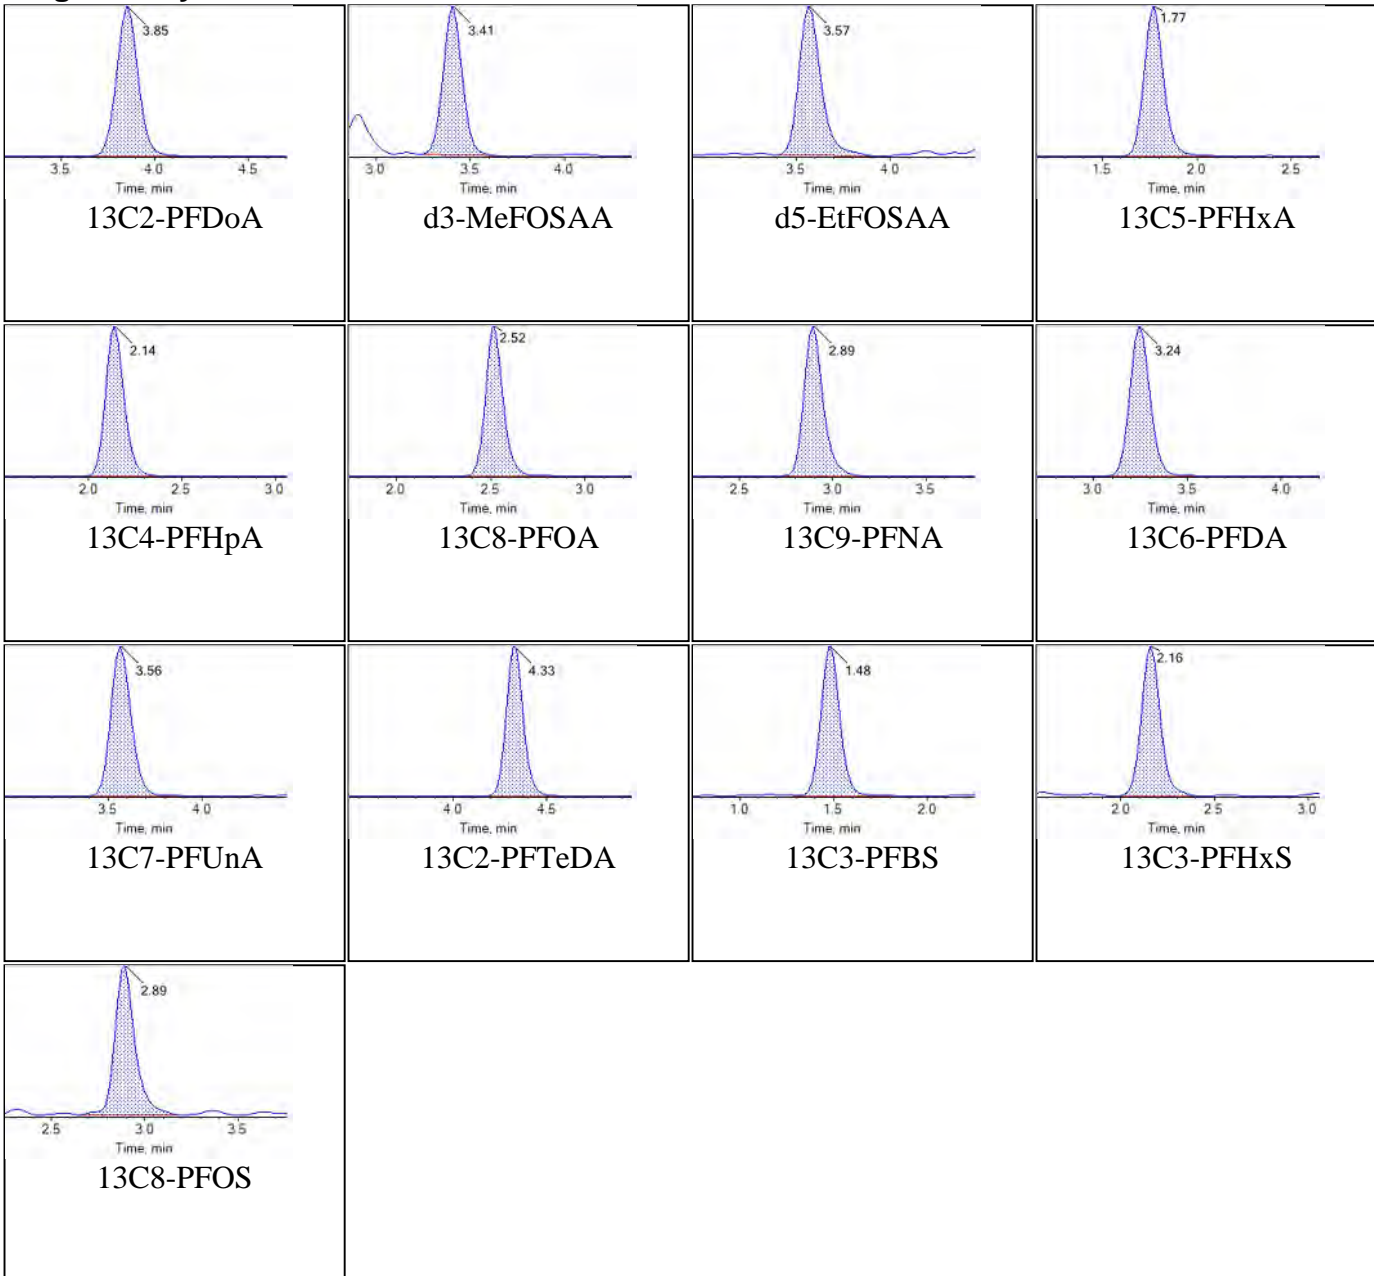 3.85
3.5 4.0 4.5
Time, min
13C2-PFDoA
3.41
3.0 3.5 4.0
Time, min
d3-MeFOSAA
3.57
3.5 4.0
Time, min
d5-EtFOSAA
1.77
1.5 2.0 2.5
Time, min
13C5-PFHxA
2.14
2.0 2.5 3.0
Time, min
13C4-PFHpA
2.52
2.0 2.5 3.0
Time, min
13C8-PFOA
2.89
2.5 3.0 3.5
Time, min
13C9-PFNA
3.24
3.0 3.5 4.0
Time, min
13C6-PFDA
3.56
3.5 4.0
Time, min
13C7-PFUnA
4.33
4.0 4.5
Time, min
13C2-PFTeDA
1.48
1.0 1.5 2.0
Time, min
13C3-PFBS
2.16
2.0 2.5 3.0
Time, min
13C3-PFHxS
2.89
2.5 3.0 3.5
Time, min
13C8-PFOS